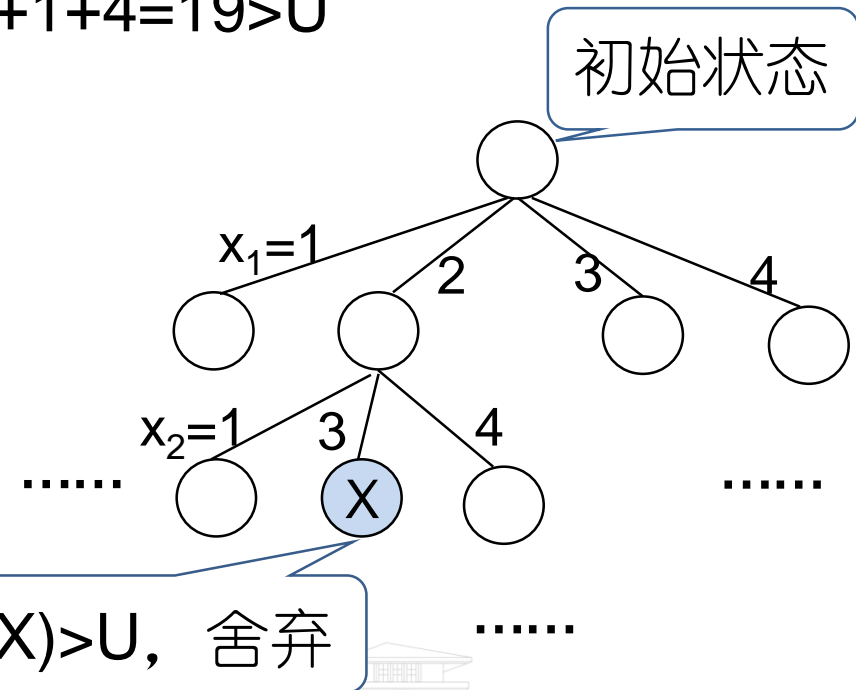 +1+4=19>U
初始状态
x₁=1
2
3
4
x₂=1
3
4
......
X
......
X)>U，舍弃
......